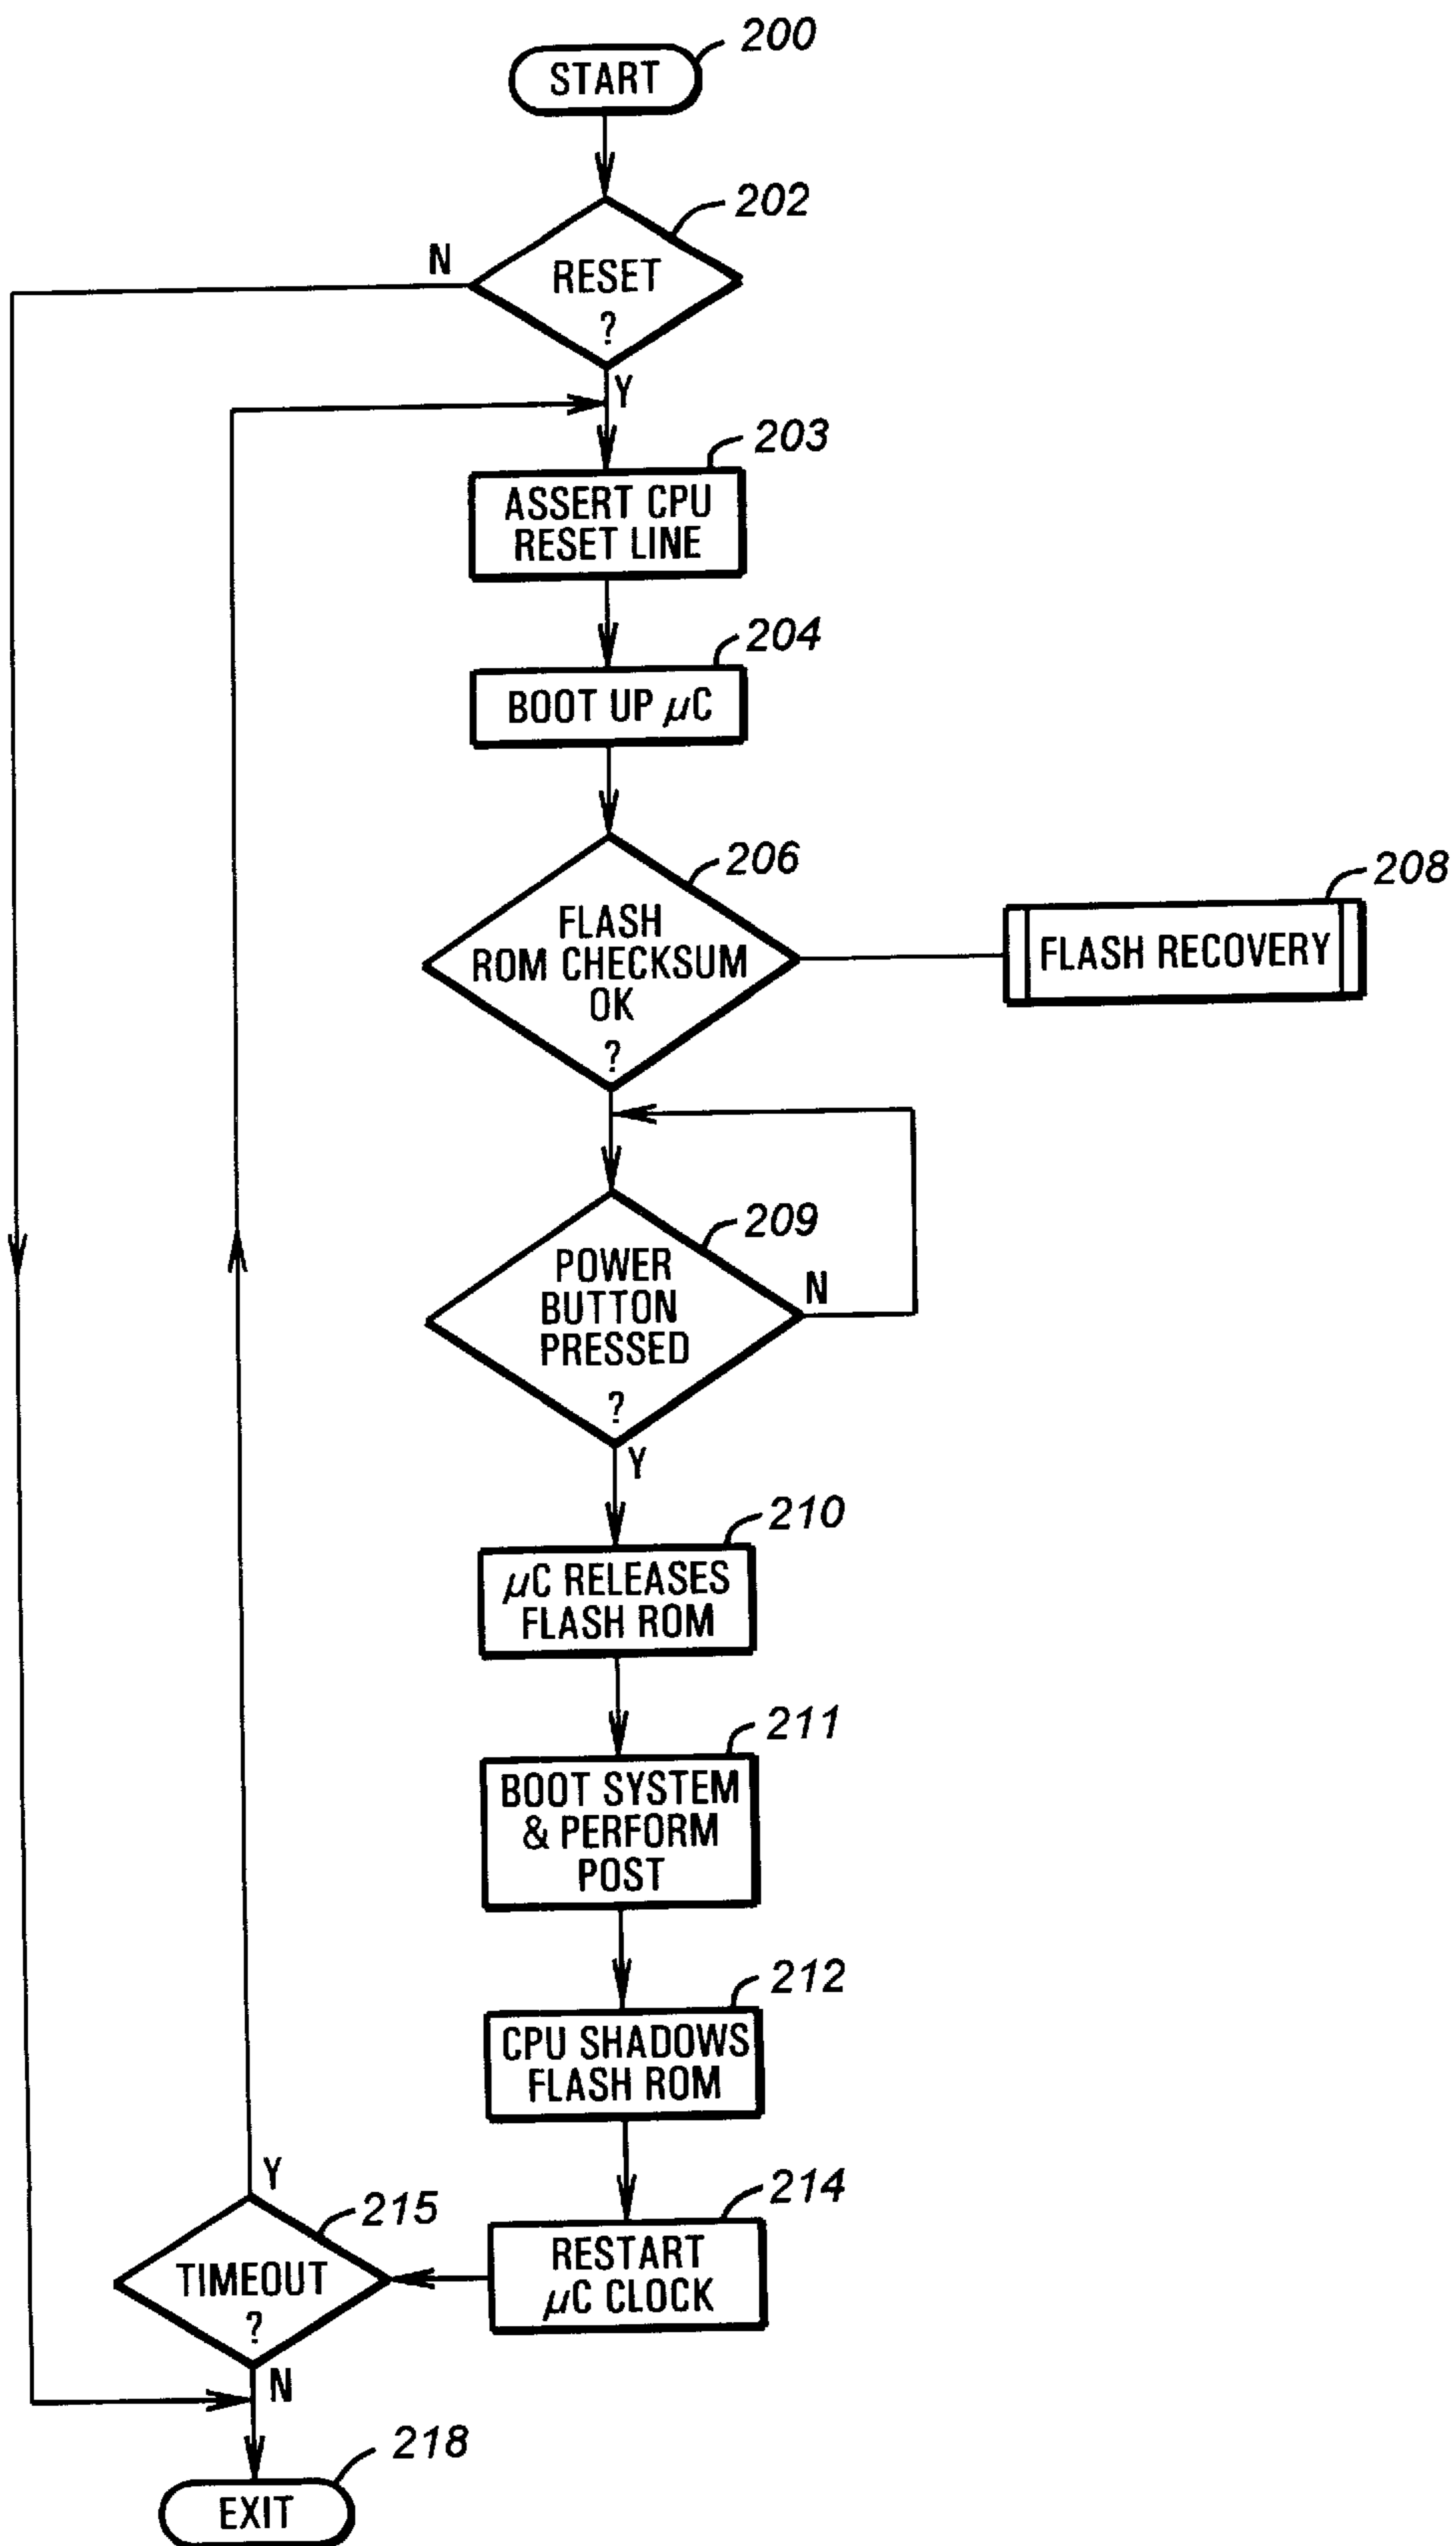 200
START
202
N
RESET
?
Y
203
ASSERT CPU
RESET LINE
204
BOOT UP µC
206
208
FLASH
ROM CHECKSUM
OK
?
FLASH RECOVERY
209
POWER
BUTTON
PRESSED
?
N
Y
210
µC RELEASES
FLASH ROM
211
BOOT SYSTEM
& PERFORM
POST
212
CPU SHADOWS
FLASH ROM
214
RESTART
µC CLOCK
Y
215
TIMEOUT
?
N
218
EXIT